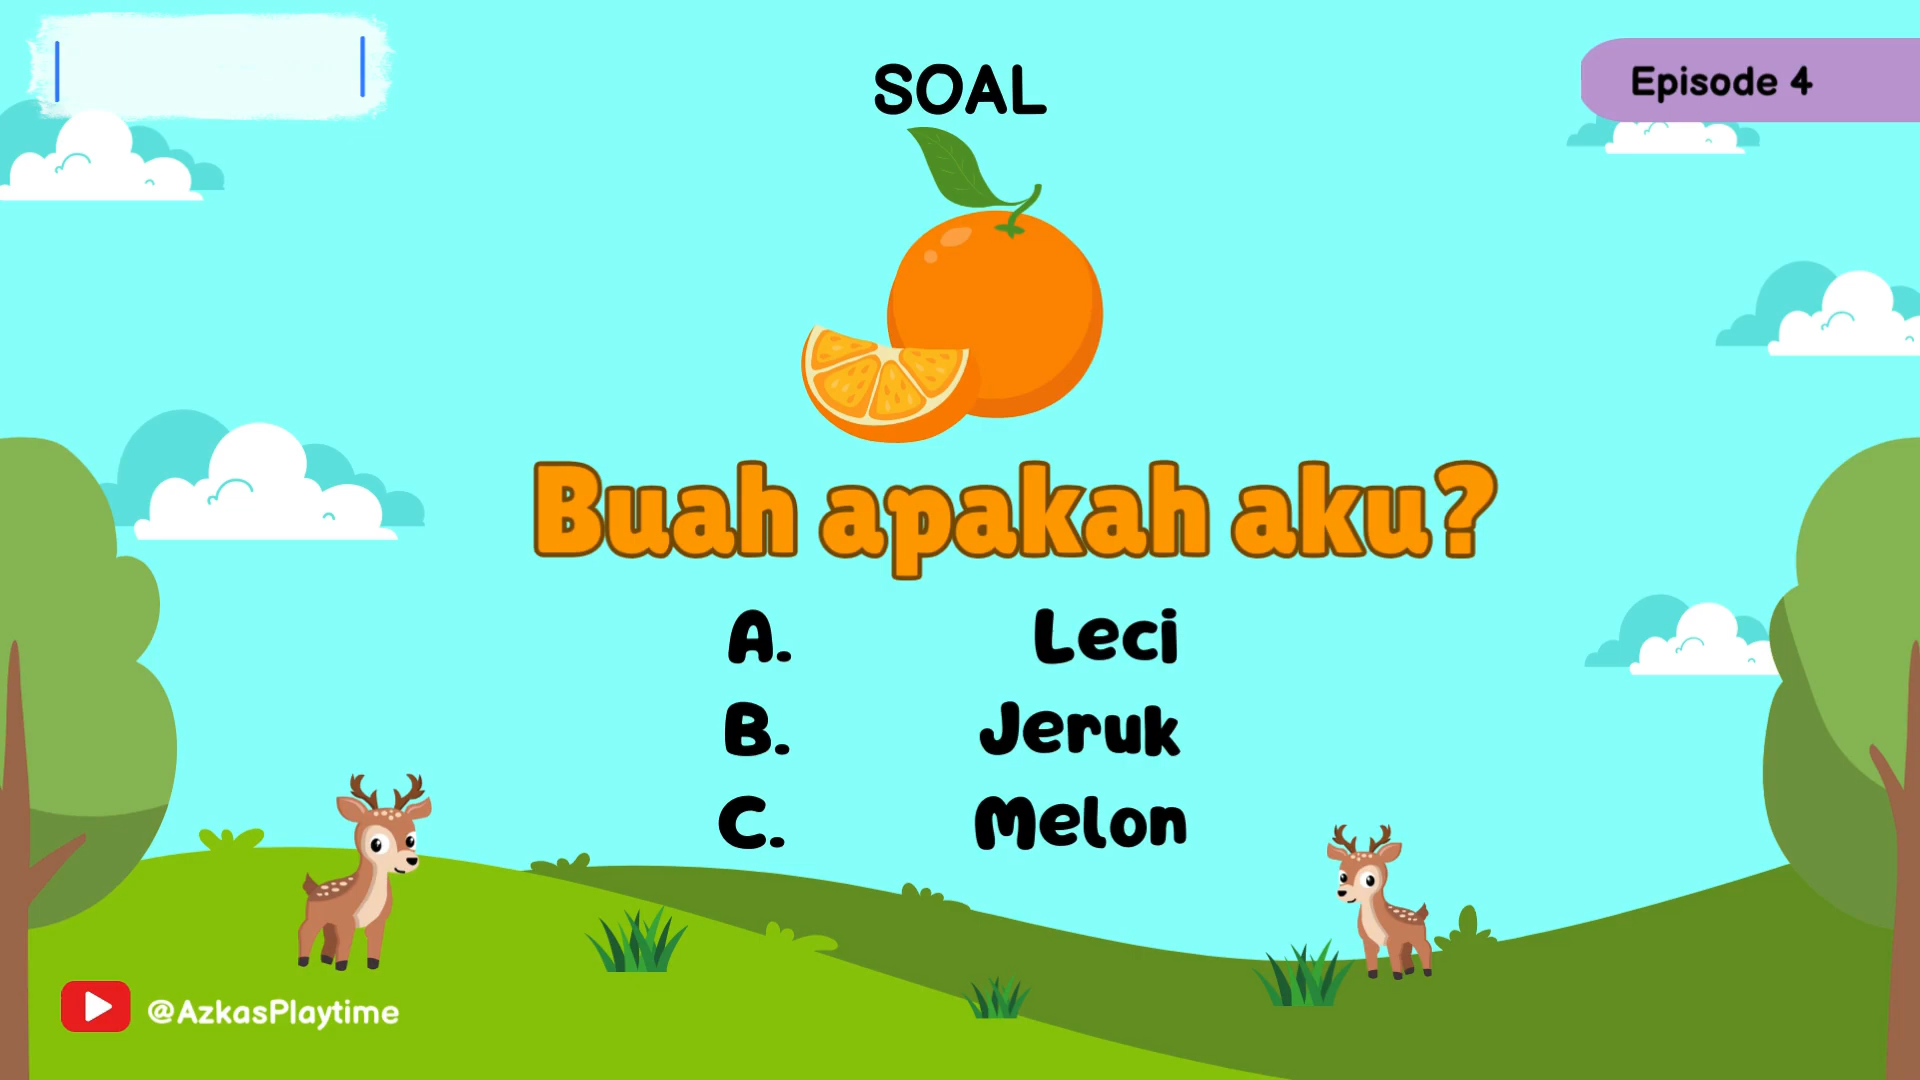 SOAL
Episode 4
Buah apakah aku?
A. Leci
B. Jeruk
C. Melon
@AzkasPlaytime